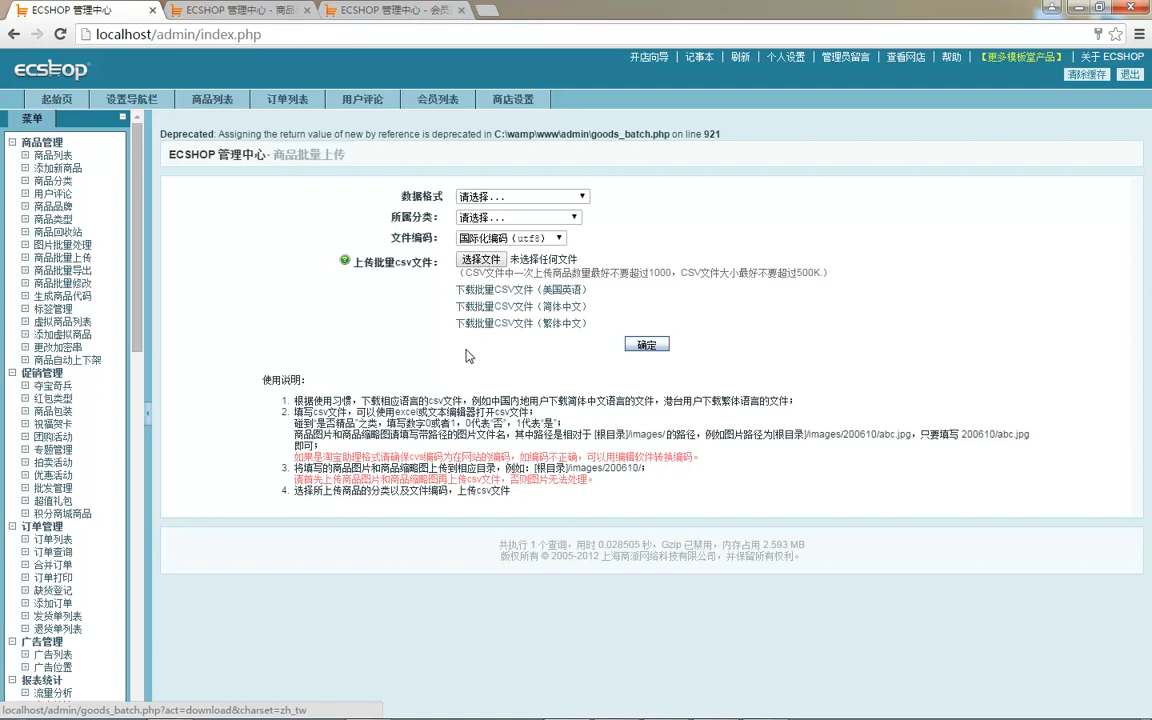 ECSHOP 管理中心
ECSHOP 管理中心 - 商品
ECSHOP 管理中心 - 会员
localhost/admin/index.php
ecshop
开店向导 | 记事本 | 刷新 | 个人设置 | 管理员留言 | 查看网店 | 帮助 | 【更多模板堂产品】 | 关于 ECSHOP
清除缓存 退出
起始页 设置导航栏 商品列表 订单列表 用户评论 会员列表 商店设置
菜单
商品管理
商品列表
添加新商品
商品分类
用户评论
商品品牌
商品类型
商品回收站
图片批量处理
商品批量上传
商品批量导出
商品批量修改
生成商品代码
标签管理
虚拟商品列表
添加虚拟商品
更改加密串
商品自动上下架
促销管理
夺宝奇兵
红包类型
商品包装
祝福贺卡
团购活动
专题管理
拍卖活动
优惠活动
批发管理
超值礼包
积分商城商品
订单管理
订单列表
订单查询
合并订单
订单打印
缺货登记
添加订单
发货单列表
退货单列表
广告管理
广告列表
广告位置
报表统计
流量分析
Deprecated: Assigning the return value of new by reference is deprecated in C:\wamp\www\admin\goods_batch.php on line 921
ECSHOP 管理中心 - 商品批量上传
数据格式 请选择...
所属分类： 请选择...
文件编码： 国际化编码（utf8）
上传批量csv文件： 选择文件 未选择任何文件
（CSV文件中一次上传商品数量最好不要超过1000，CSV文件大小最好不要超过500K.）
下载批量CSV文件（美国英语）
下载批量CSV文件（简体中文）
下载批量CSV文件（繁体中文）
确定
使用说明：
1. 根据使用习惯，下载相应语言的csv文件，例如中国内地用户下载简体中文语言的文件，港台用户下载繁体语言的文件；
2. 填写csv文件，可以使用excel或文本编辑器打开csv文件；
碰到“是否精品”之类，填写数字0或者1，0代表“否”，1代表“是”；
商品图片和商品缩略图请填写带路径的图片文件名，其中路径是相对于 [根目录]/images/ 的路径，例如图片路径为[根目录]/images/200610/abc.jpg，只要填写 200610/abc.jpg
即可；
如果是淘宝助理格式请确保cvs编码为在网站的编码，如编码不正确，可以用编辑软件转换编码。
3. 将填写的商品图片和商品缩略图上传到相应目录，例如：[根目录]/images/200610/；
请首先上传商品图片和商品缩略图再上传csv文件，否则图片无法处理。
4. 选择所上传商品的分类以及文件编码，上传csv文件
共执行 1 个查询，用时 0.028505 秒，Gzip 已禁用，内存占用 2.593 MB
版权所有 © 2005-2012 上海商派网络科技有限公司，并保留所有权利。
localhost/admin/goods_batch.php?act=download&charset=zh_tw